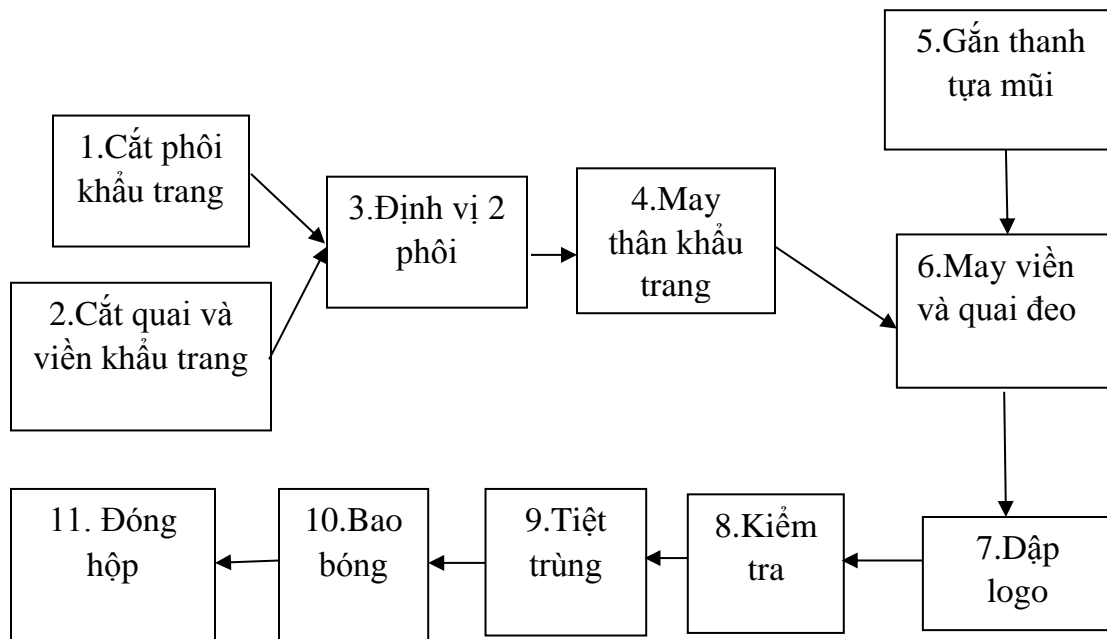 1.Cắt phôi
khẩu trang
2.Cắt quai và
viền khẩu trang
3.Định vị 2
phôi
4.May
thân khẩu
trang
5.Gắn thanh
tựa mũi
6.May viền
và quai đeo
7.Dập
logo
8.Kiểm
tra
9.Tiệt
trùng
10.Bao
bóng
11. Đóng
hộp